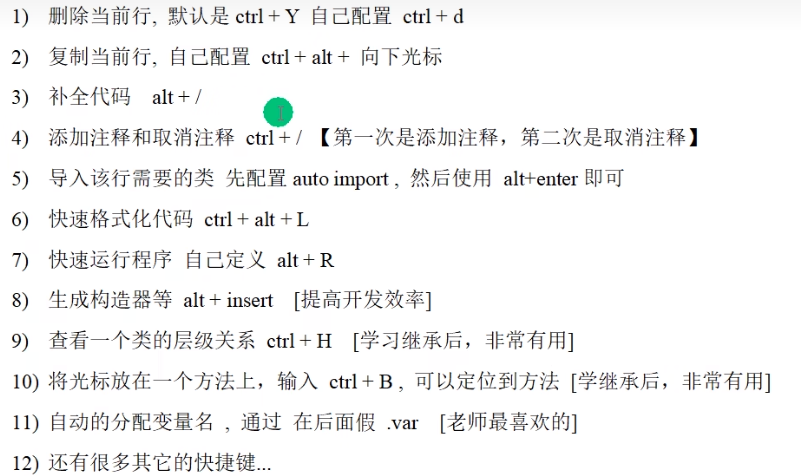 1) 删除当前行, 默认是 ctrl + Y 自己配置 ctrl + d
2) 复制当前行, 自己配置 ctrl + alt + 向下光标
3) 补全代码 alt + /
4) 添加注释和取消注释 ctrl + / 【第一次是添加注释，第二次是取消注释】
5) 导入该行需要的类 先配置 auto import , 然后使用 alt+enter 即可
6) 快速格式化代码 ctrl + alt + L
7) 快速运行程序 自己定义 alt + R
8) 生成构造器等 alt + insert [提高开发效率]
9) 查看一个类的层级关系 ctrl + H [学习继承后，非常有用]
10) 将光标放在一个方法上，输入 ctrl + B , 可以定位到方法 [学继承后，非常有用]
11) 自动的分配变量名 , 通过 在后面假 .var [老师最喜欢的]
12) 还有很多其它的快捷键...